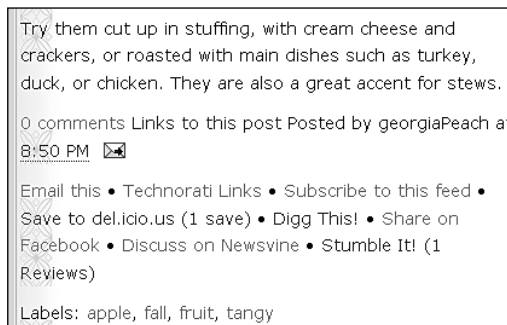 Try them cut up in stuffing, with cream cheese and
crackers, or roasted with main dishes such as turkey,
duck, or chicken. They are also a great accent for stews.
0 comments Links to this post Posted by georgiaPeach at
8:50 PM
Email this • Technorati Links • Subscribe to this feed •
Save to del.icio.us (1 save) • Digg This! • Share on
Facebook • Discuss on Newsvine • Stumble It! (1
Reviews)
Labels: apple, fall, fruit, tangy